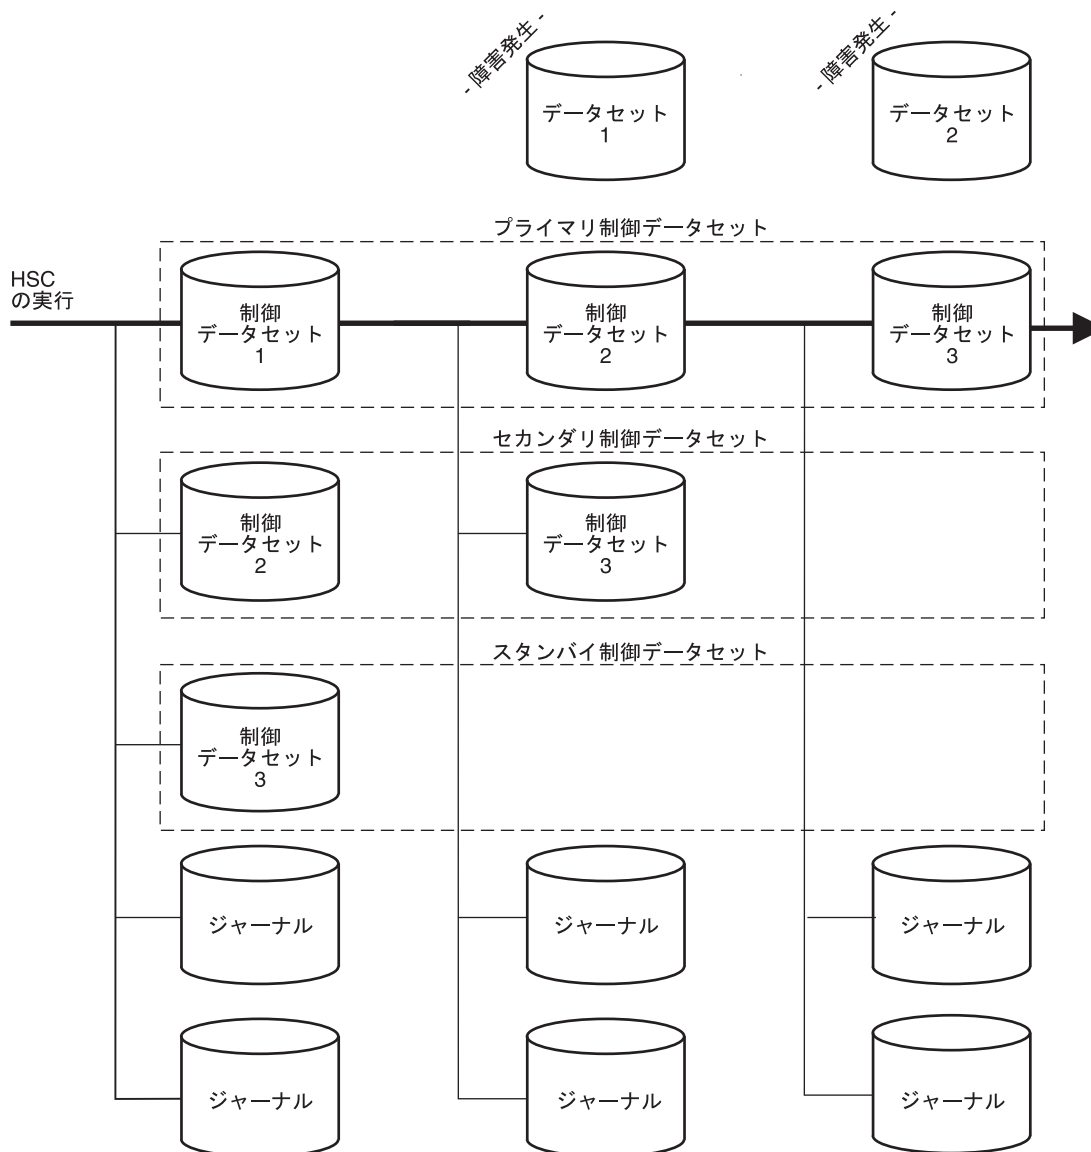 - 障害発生 -
データセット
1
- 障害発生 -
データセット
2
プライマリ制御データセット
HSC
の実行
制御
データセット
1
制御
データセット
2
制御
データセット
3
セカンダリ制御データセット
制御
データセット
2
制御
データセット
3
スタンバイ制御データセット
制御
データセット
3
ジャーナル
ジャーナル
ジャーナル
ジャーナル
ジャーナル
ジャーナル